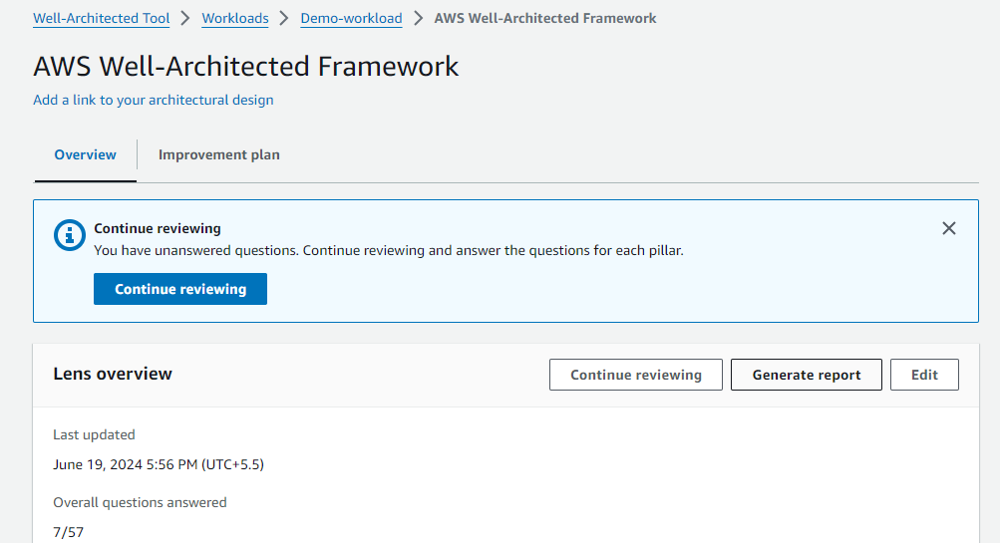 Well-Architected Tool > Workloads > Demo-workload > AWS Well-Architected Framework
AWS Well-Architected Framework
Add a link to your architectural design
Overview Improvement plan
Continue reviewing
You have unanswered questions. Continue reviewing and answer the questions for each pillar.
Continue reviewing
Lens overview Continue reviewing Generate report Edit
Last updated
June 19, 2024 5:56 PM (UTC+5.5)
Overall questions answered
7/57